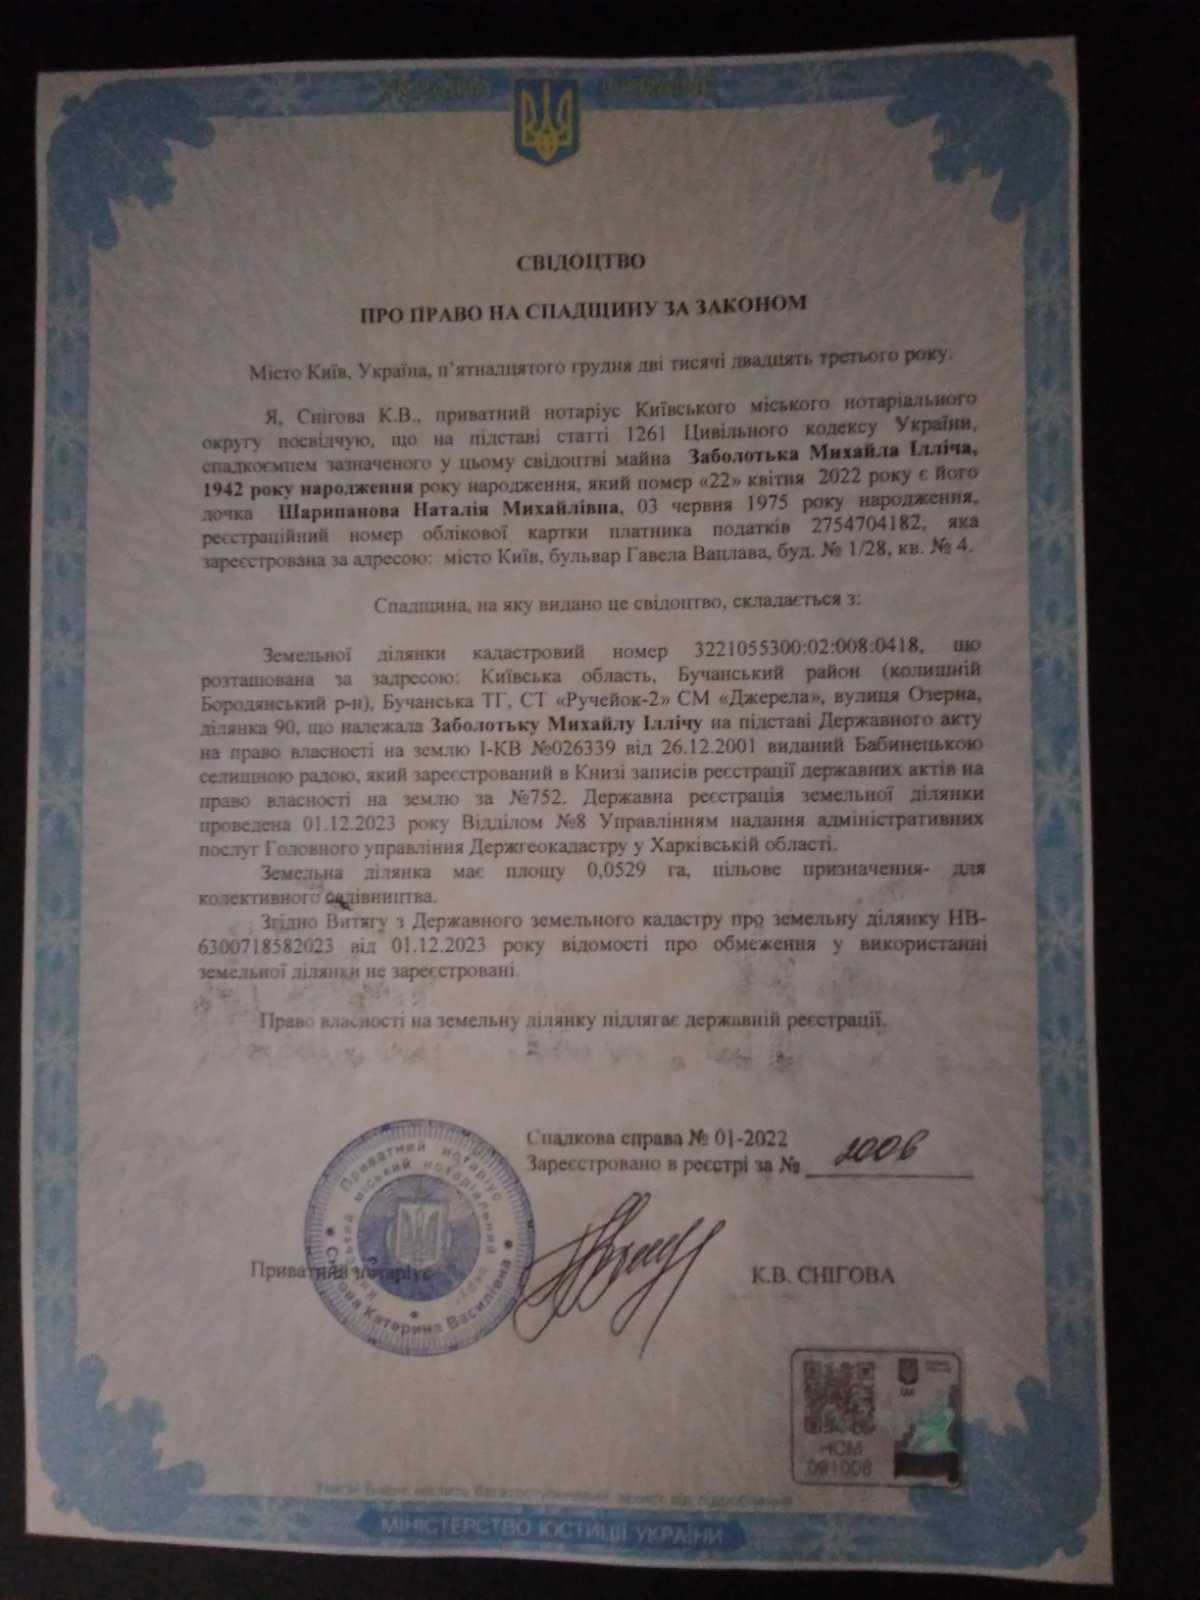 УКРАЇНА
СВІДОЦТВО
ПРО ПРАВО НА СПАДЩИНУ ЗА ЗАКОНОМ
Місто Київ, Україна, п'ятнадцятого грудня дві тисячі двадцять третього року.
Я, Снігова К.В., приватний нотаріус Київського міського нотаріального
округу посвідчую, що на підставі статті 1261 Цивільного кодексу України,
спадкоємцем зазначеного у цьому свідоцтві майна Заболотька Михайла Ілліча,
1942 року народження року народження, який помер «22» квітня 2022 року є його
дочка Шарипанова Наталія Михайлівна, 03 червня 1975 року народження,
реєстраційний номер облікової картки платника податків 2754704182, яка
зареєстрована за адресою: місто Київ, бульвар Гавела Вацлава, буд. № 1/28, кв. № 4.
Спадщина, на яку видано це свідоцтво, складається з:
Земельної ділянки кадастровий номер 3221055300:02:008:0418, що
розташована за задресою: Київська область, Бучанський район (колишній
Бородянський р-н), Бучанська ТГ, СТ «Ручейок-2» СМ «Джерела», вулиця Озерна,
ділянка 90, що належала Заболотьку Михайлу Іллічу на підставі Державного акту
на право власності на землю I-КВ №026339 від 26.12.2001 виданий Бабинецькою
селищною радою, який зареєстрований в Книзі записів реєстрації державних актів на
право власності на землю за №752. Державна реєстрація земельної ділянки
проведена 01.12.2023 року Відділом №8 Управлінням надання адміністративних
послуг Головного управління Держгеокадастру у Харківській області.
Земельна ділянка має площу 0,0529 га, цільове призначення- для
колективного садівництва.
Згідно Витягу з Державного земельного кадастру про земельну ділянку НВ-
6300718582023 від 01.12.2023 року відомості про обмеження у використанні
земельної ділянки не зареєстровані.
Право власності на земельну ділянку підлягає державній реєстрації.
Спадкова справа № 01-2022
Зареєстровано в реєстрі за № 2006
Приватний нотаріус
К.В. СНІГОВА
Приватний нотаріус
Київський міський нотаріальний округ
Снігова Катерина Василівна
НСМ
091008
МІНІСТЕРСТВО ЮСТИЦІЇ УКРАЇНИ